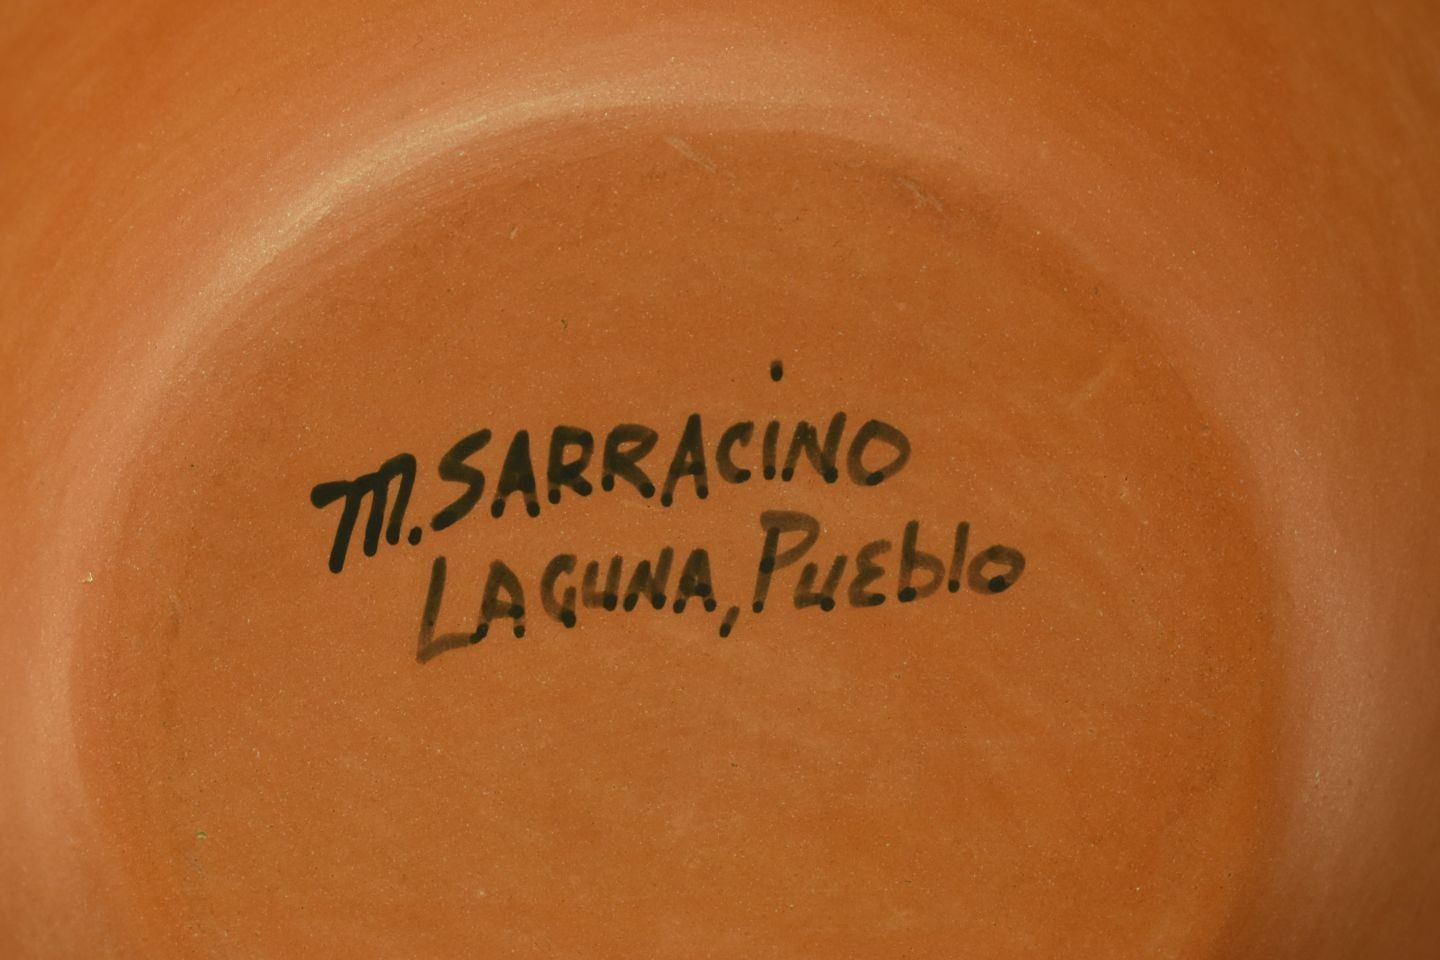 M. SARRACiNO
LAGUNA, PuEblo